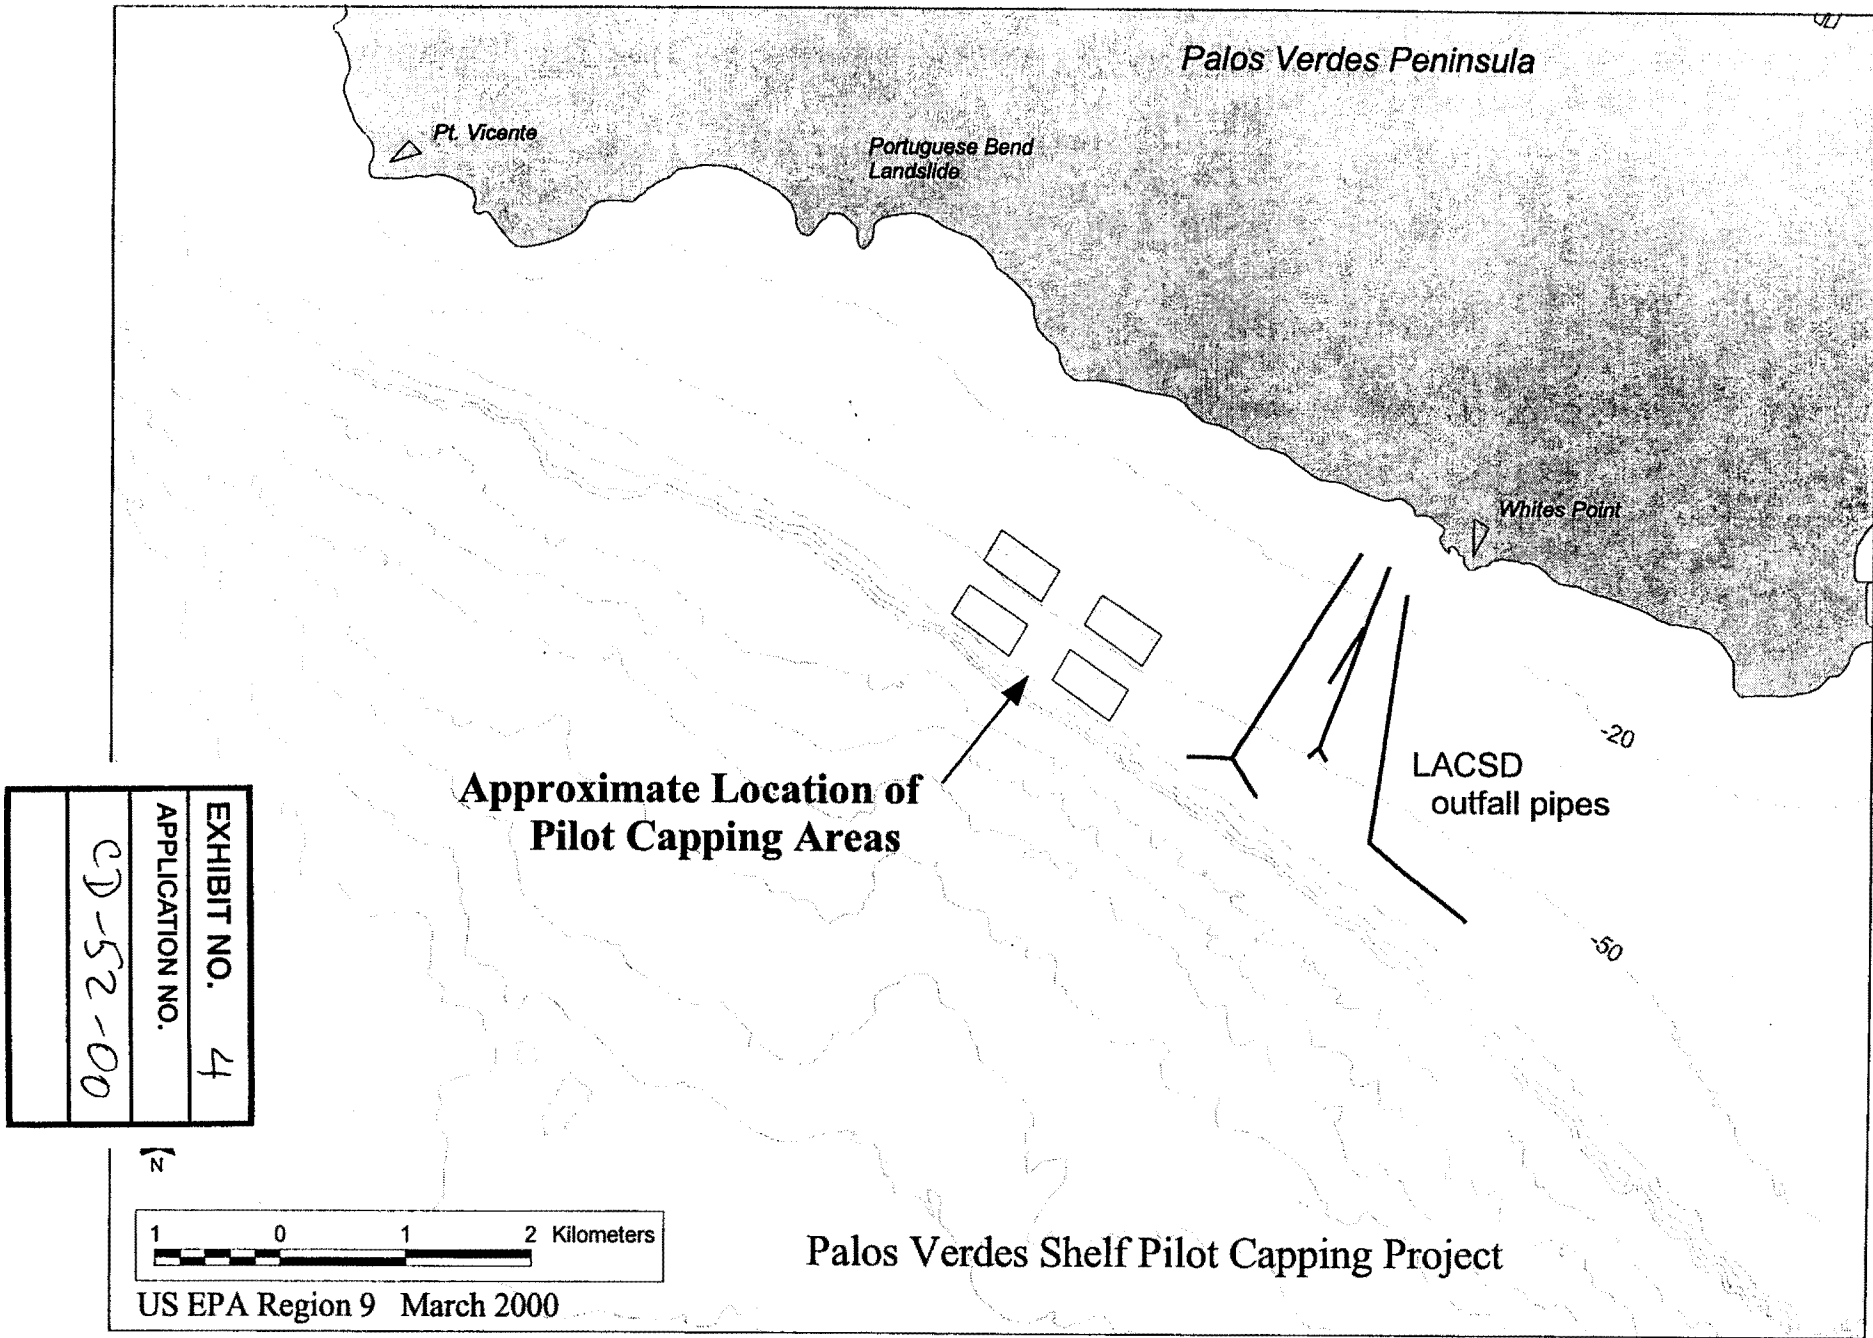 Palos Verdes Peninsula
Pt. Vicente
Portuguese Bend
Landslide
Whites Point
-20
LACSD
outfall pipes
-50
Approximate Location of
Pilot Capping Areas
EXHIBIT NO. 4
APPLICATION NO.
CD-52-00
N
1 0 1 2 Kilometers
Palos Verdes Shelf Pilot Capping Project
US EPA Region 9 March 2000